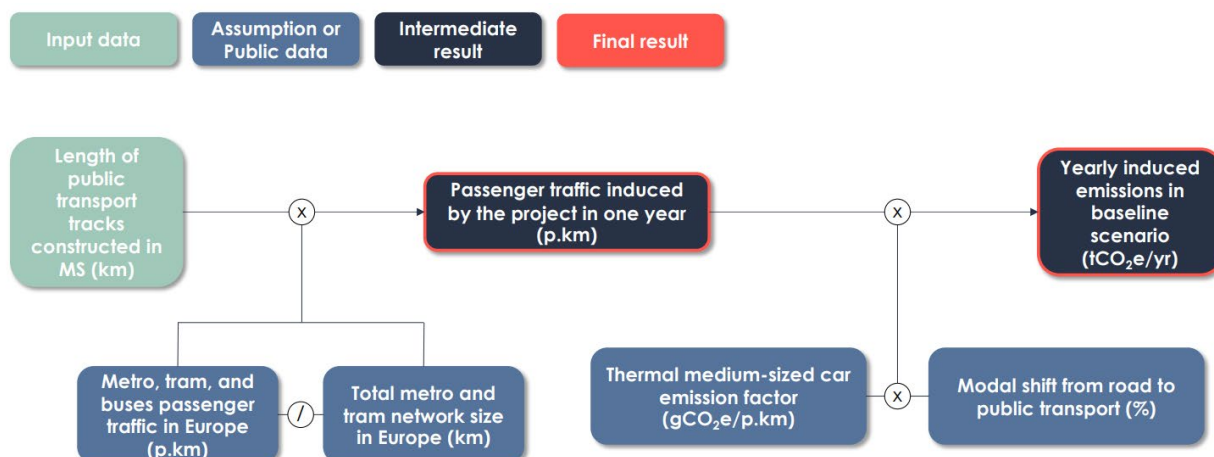 Input data
Assumption or
Public data
Intermediate
result
Final result
Length of
public
transport
tracks
constructed in
MS (km)
x
Passenger traffic induced
by the project in one year
(p.km)
x
Yearly induced
emissions in
baseline
scenario
(tCO₂e/yr)
Metro, tram, and
buses passenger
traffic in Europe
(p.km)
/
Total metro and
tram network size
in Europe (km)
Thermal medium-sized car
emission factor
(gCO₂e/p.km)
x
Modal shift from road to
public transport (%)